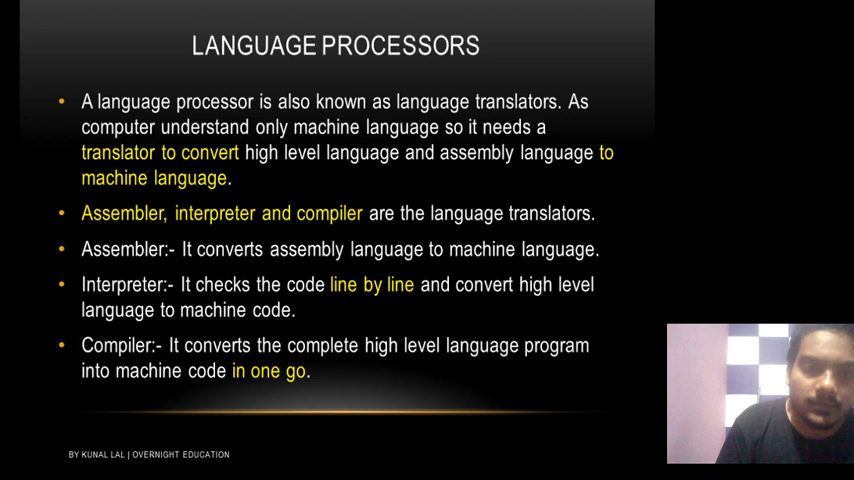 LANGUAGE PROCESSORS
• A language processor is also known as language translators. As
computer understand only machine language so it needs a
translator to convert high level language and assembly language to
machine language.
• Assembler, interpreter and compiler are the language translators.
• Assembler:- It converts assembly language to machine language.
• Interpreter:- It checks the code line by line and convert high level
language to machine code.
• Compiler:- It converts the complete high level language program
into machine code in one go.
BY KUNAL LAL | OVERNIGHT EDUCATION